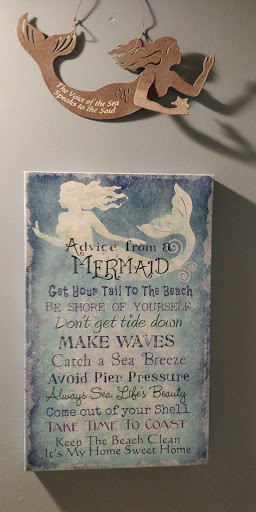 The Voice of the Sea
Speaks to the Soul
Advice from a
MERMAID
Get Your Tail To The Beach
BE SHORE OF YOURSELF
Don't get tide down
MAKE WAVES
Catch a Sea Breeze
Avoid Pier Pressure
Always Sea Life's Beauty
Come out of your Shell
TAKE TIME TO COAST
Keep The Beach Clean
It's My Home Sweet Home